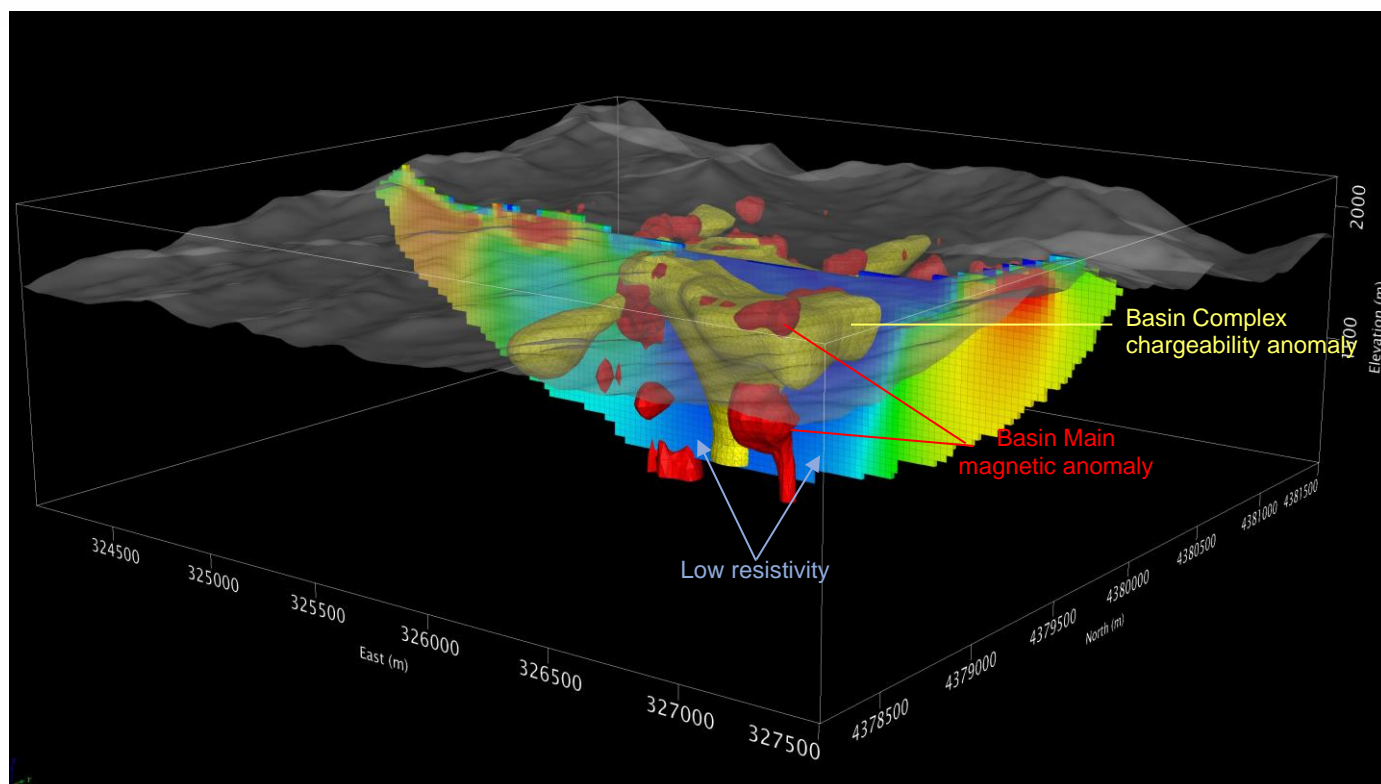 2000
Elevation (m)
Basin Complex
chargeability anomaly
Basin Main
magnetic anomaly
Low resistivity
324500
325000
325500
326000
326500
327000
327500
East (m)
4378500
4379000
4379500
4380000
4380500
4381000
4381500
North (m)